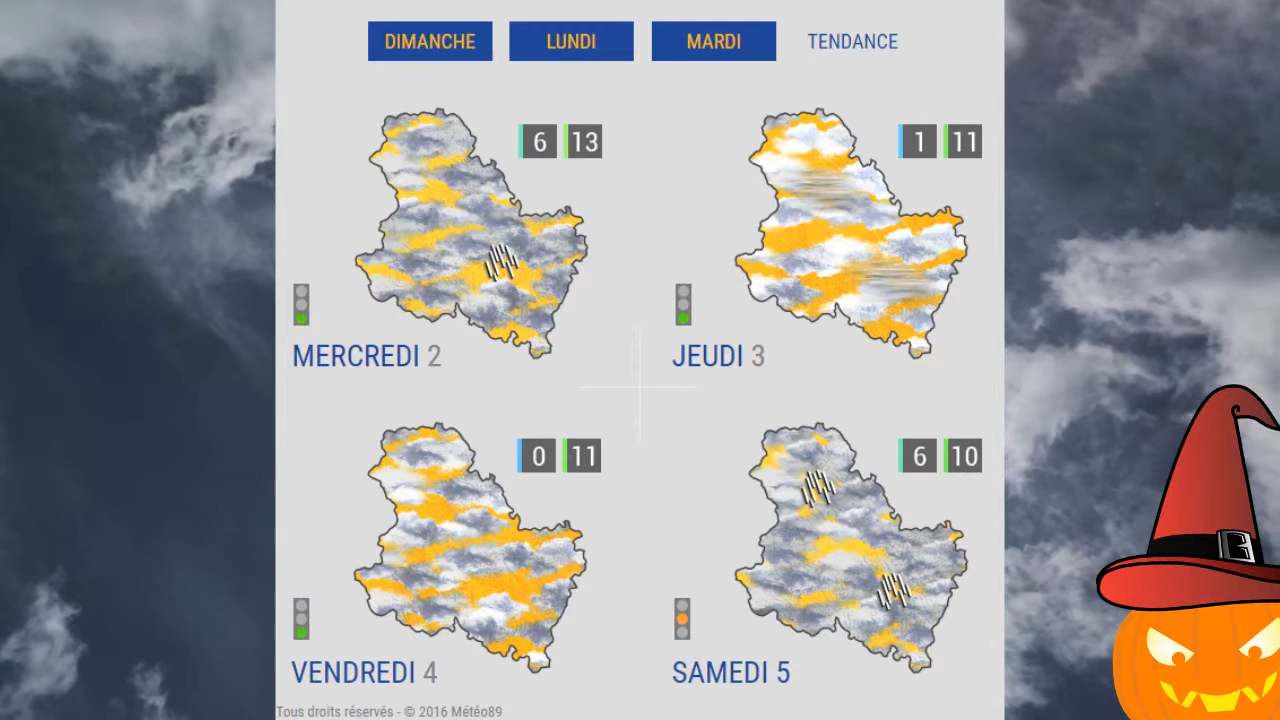 DIMANCHE LUNDI MARDI TENDANCE
6 13
1 11
MERCREDI 2
JEUDI 3
0 11
6 10
VENDREDI 4
SAMEDI 5
Tous droits réservés - © 2016 Météo89